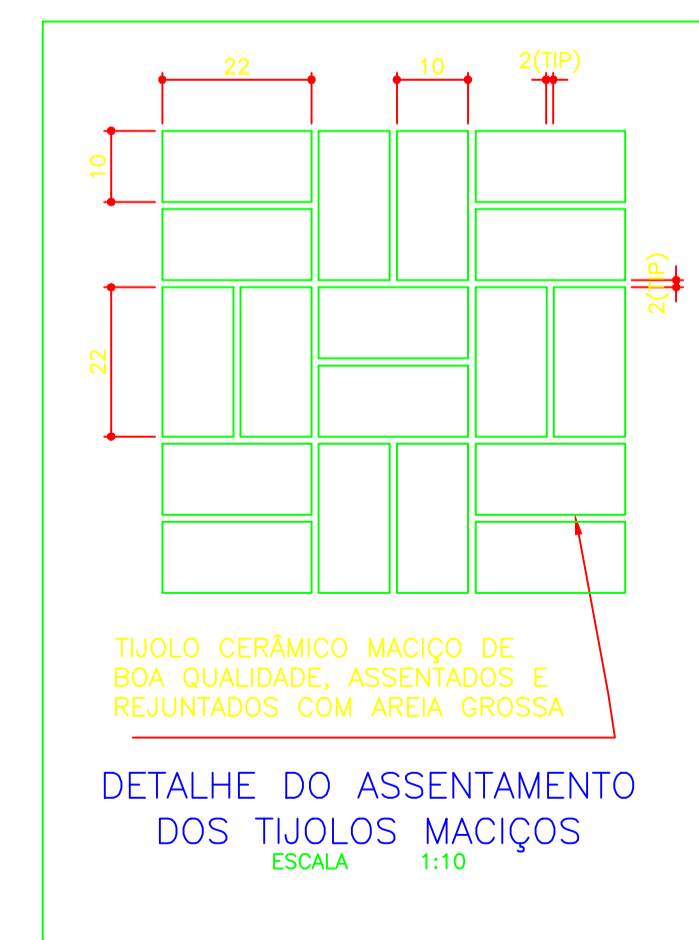 22
10
2(TIP)
10
2(TIP)
22
TIJOLO CERÂMICO MACIÇO DE
BOA QUALIDADE, ASSENTADOS E
REJUNTADOS COM AREIA GROSSA
DETALHE DO ASSENTAMENTO
DOS TIJOLOS MACIÇOS
ESCALA 1:10